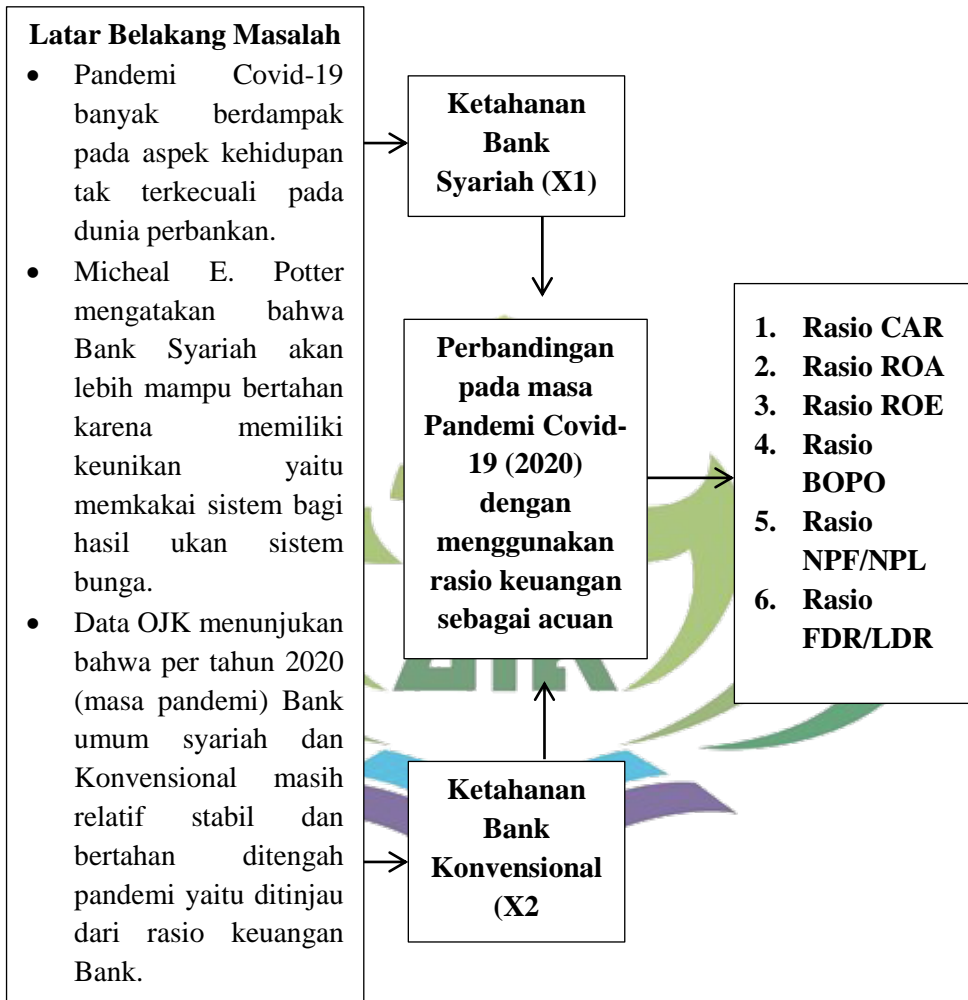 Latar Belakang Masalah
• Pandemi Covid-19
banyak berdampak
pada aspek kehidupan
tak terkecuali pada
dunia perbankan.
• Micheal E. Potter
mengatakan bahwa
Bank Syariah akan
lebih mampu bertahan
karena memiliki
keunikan yaitu
memkakai sistem bagi
hasil ukan sistem
bunga.
• Data OJK menunjukan
bahwa per tahun 2020
(masa pandemi) Bank
umum syariah dan
Konvensional masih
relatif stabil dan
bertahan ditengah
pandemi yaitu ditinjau
dari rasio keuangan
Bank.
Ketahanan
Bank
Syariah (X1)
Perbandingan
pada masa
Pandemi Covid-
19 (2020)
dengan
menggunakan
rasio keuangan
sebagai acuan
Ketahanan
Bank
Konvensional
(X2
1. Rasio CAR
2. Rasio ROA
3. Rasio ROE
4. Rasio
BOPO
5. Rasio
NPF/NPL
6. Rasio
FDR/LDR